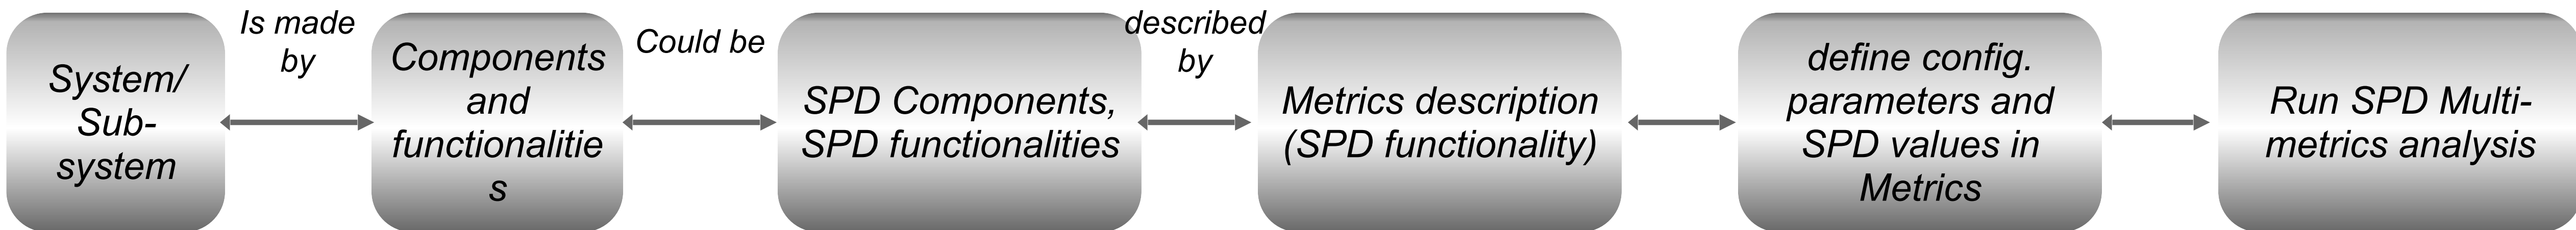 System/
Sub-
system
Is made
by
Components
and
functionalitie
s
Could be
SPD Components,
SPD functionalities
described
by
Metrics description
(SPD functionality)
define config.
parameters and
SPD values in
Metrics
Run SPD Multi-
metrics analysis